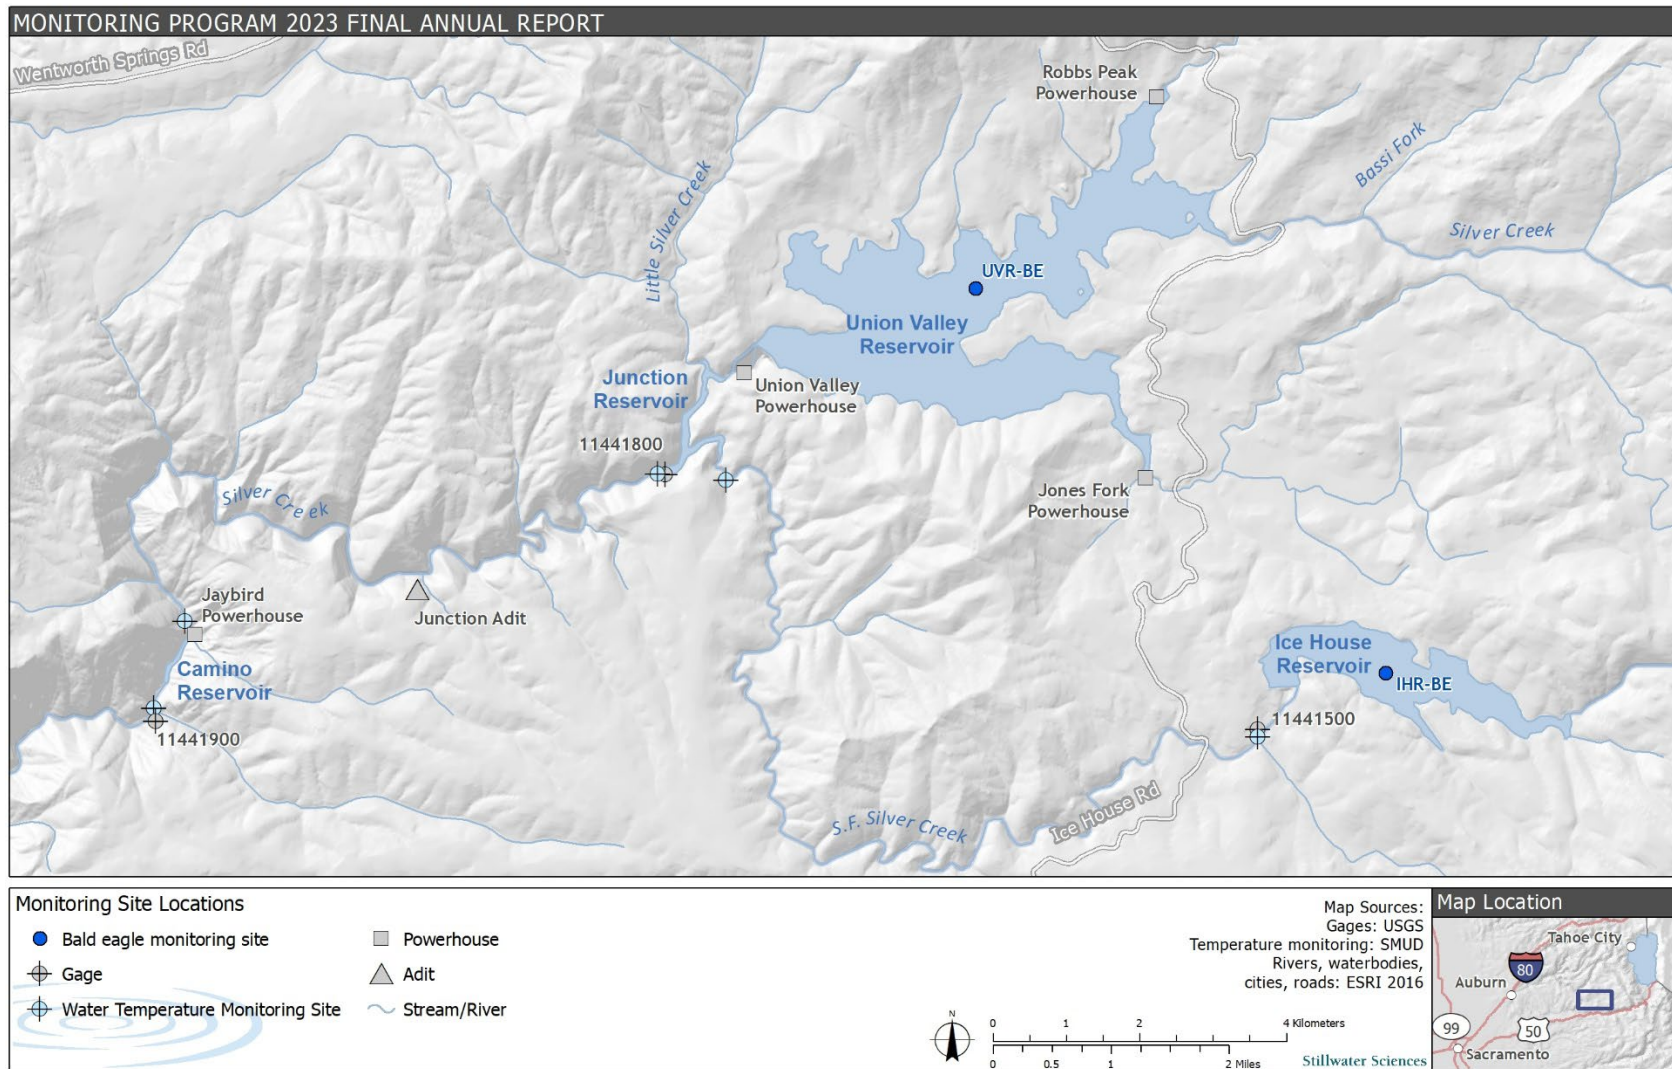 MONITORING PROGRAM 2023 FINAL ANNUAL REPORT
Wentworth Springs Rd
Robbs Peak
Powerhouse
Bassi Fork
Little Silver Creek
Silver Creek
UVR-BE
Union Valley
Reservoir
Junction
Reservoir
Union Valley
Powerhouse
11441800
Silver Creek
Jones Fork
Powerhouse
Jaybird
Powerhouse
Junction Adit
Ice House
Reservoir
IHR-BE
Camino
Reservoir
11441500
11441900
Ice House Rd
S.F. Silver Creek
Monitoring Site Locations
Bald eagle monitoring site
Gage
Water Temperature Monitoring Site
Powerhouse
Adit
Stream/River
Map Sources:
Gages: USGS
Temperature monitoring: SMUD
Rivers, waterbodies,
cities, roads: ESRI 2016
N
0 1 2 4 Kilometers
0 0.5 1 2 Miles
Stillwater Sciences
Map Location
Tahoe City
80
Auburn
99
50
Sacramento